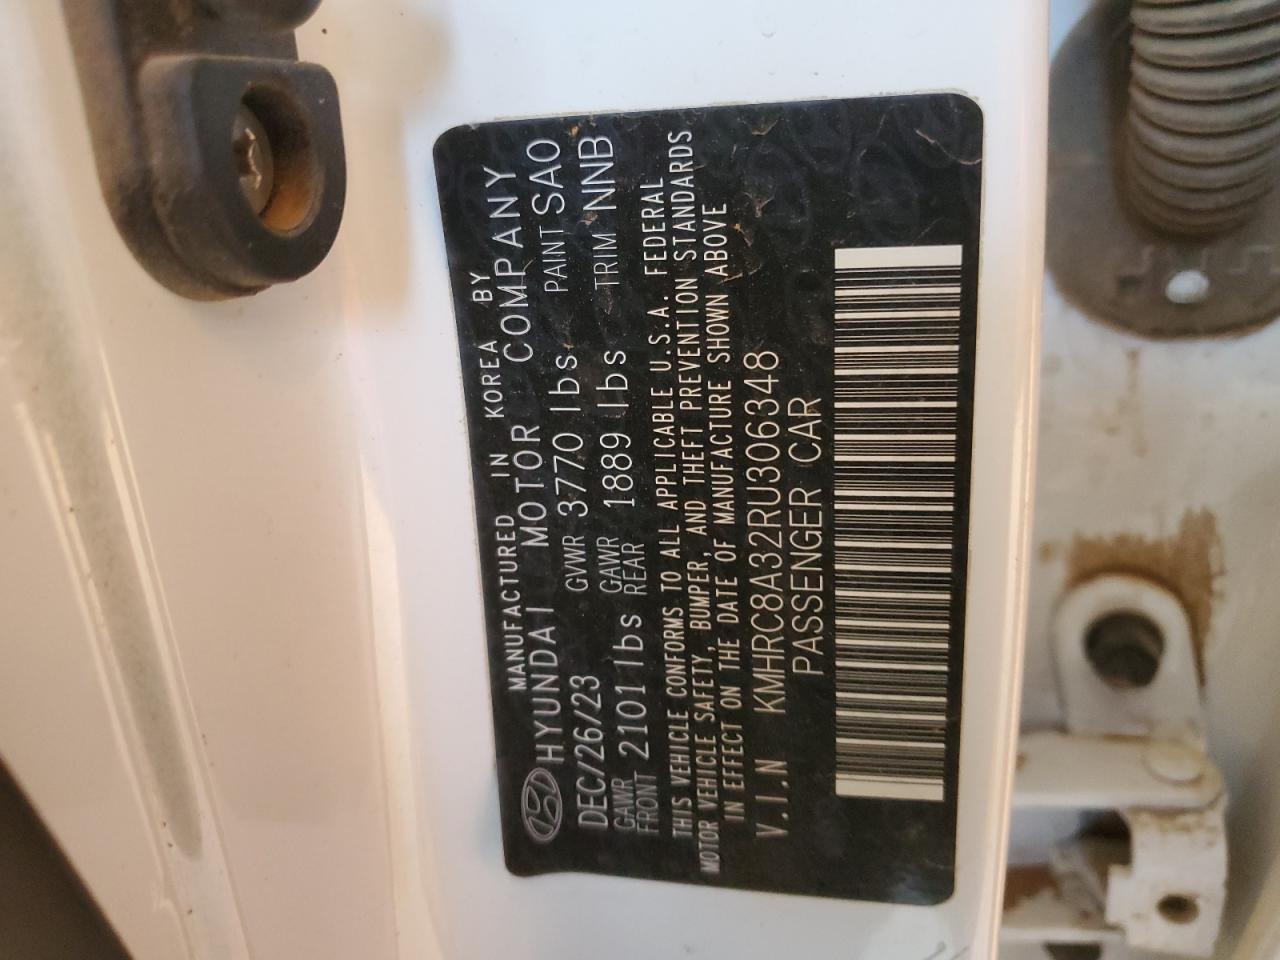 MANUFACTURED IN KOREA BY
HYUNDAI MOTOR COMPANY
DEC/26/23 GVWR 3770 lbs PAINT SAO
GAWR FRONT 2101 lbs GAWR REAR 1889 lbs TRIM NNB
THIS VEHICLE CONFORMS TO ALL APPLICABLE U.S.A. FEDERAL
MOTOR VEHICLE SAFETY, BUMPER, AND THEFT PREVENTION STANDARDS
IN EFFECT ON THE DATE OF MANUFACTURE SHOWN ABOVE
V.I.N KMHRC8A32RU306348
PASSENGER CAR